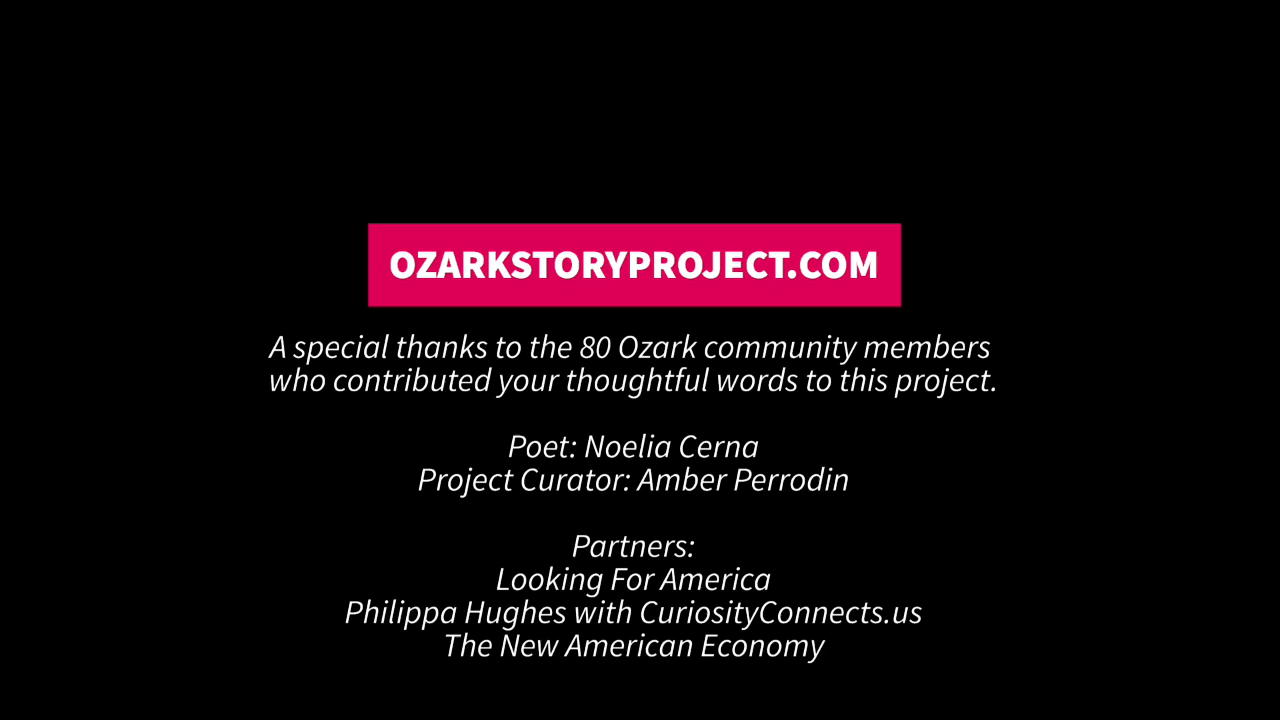 OZARKSTORYPROJECT.COM
A special thanks to the 80 Ozark community members
who contributed your thoughtful words to this project.
Poet: Noelia Cerna
Project Curator: Amber Perrodin
Partners:
Looking For America
Philippa Hughes with CuriosityConnects.us
The New American Economy